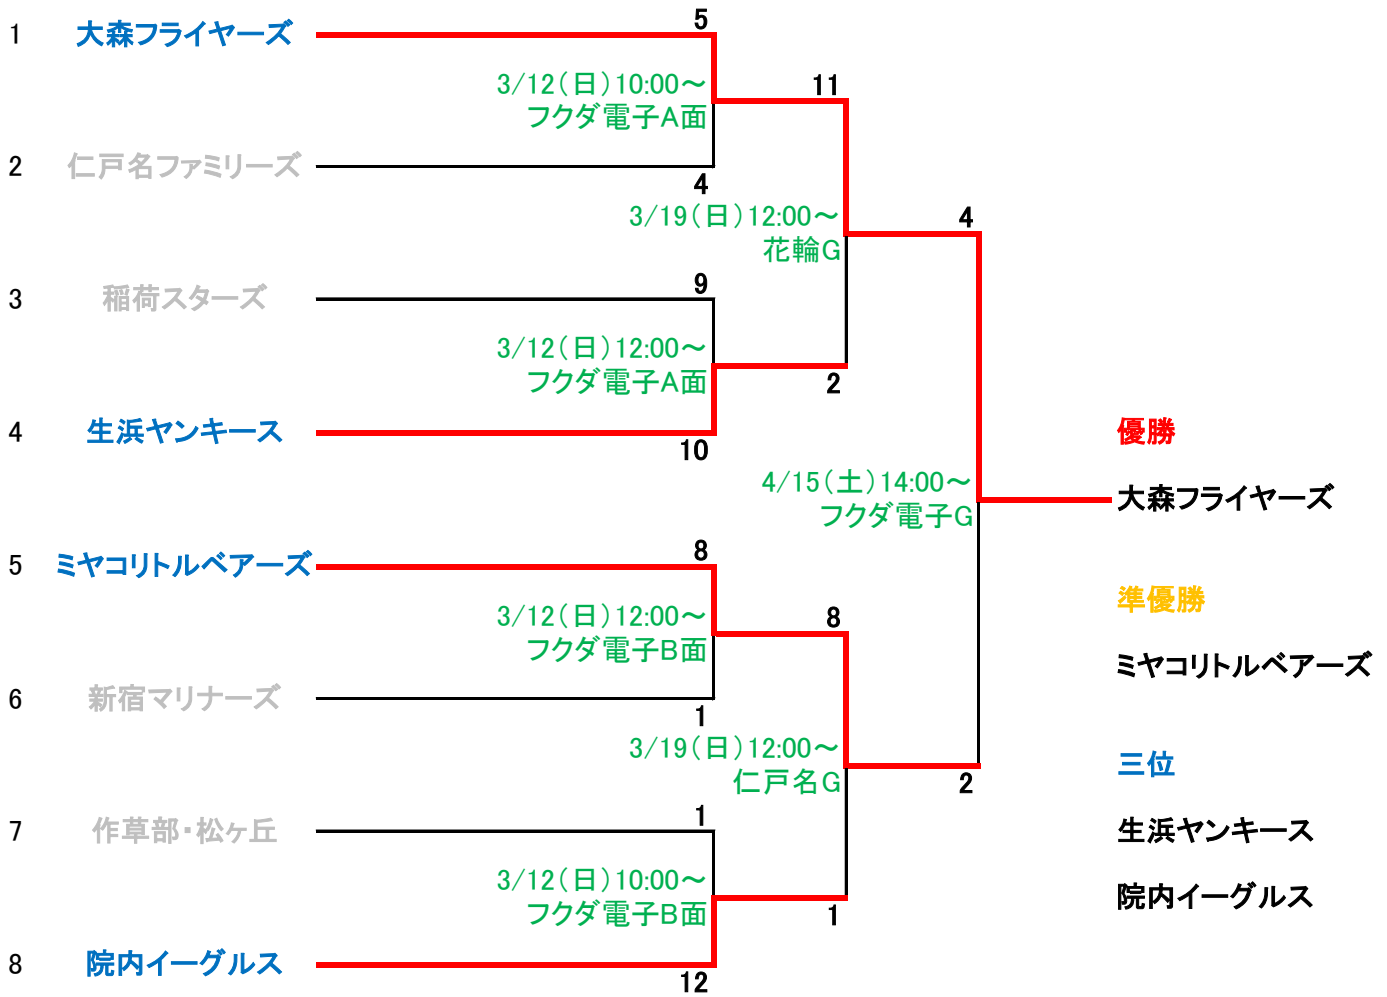 1 大森フライヤーズ
5
3/12(日)10:00～
フクダ電子A面
11
2 仁戸名ファミリーズ
4
3/19(日)12:00～
花輪G
4
3 稲荷スターズ
9
3/12(日)12:00～
フクダ電子A面
2
4 生浜ヤンキース
10
4/15(土)14:00～
フクダ電子G
5 ミヤコリトルベアーズ
8
3/12(日)12:00～
フクダ電子B面
8
6 新宿マリナーズ
1
3/19(日)12:00～
仁戸名G
2
7 作草部・松ヶ丘
1
3/12(日)10:00～
フクダ電子B面
1
8 院内イーグルス
12
優勝
大森フライヤーズ
準優勝
ミヤコリトルベアーズ
三位
生浜ヤンキース
院内イーグルス